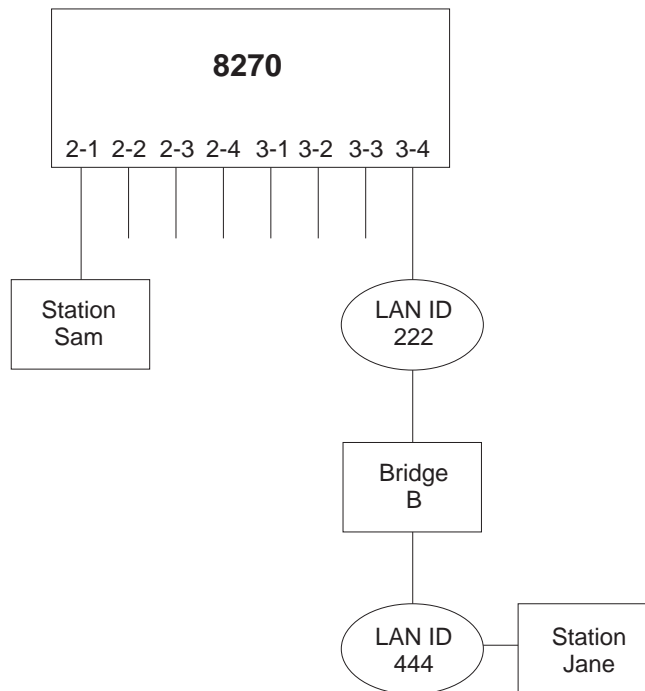 8270
2-1 2-2 2-3 2-4 3-1 3-2 3-3 3-4
Station
Sam
LAN ID
222
Bridge
B
LAN ID
444
Station
Jane